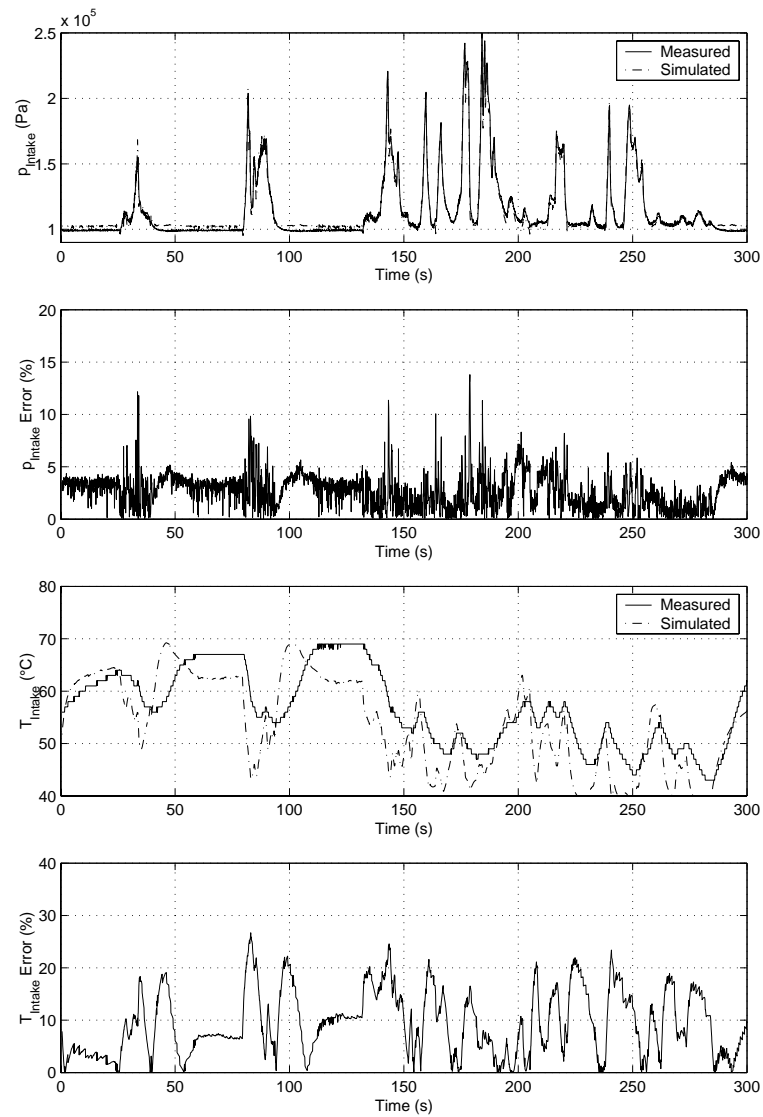 x 10^5
2.5
2
1.5
1
p_Intake (Pa)
Measured
Simulated
0 50 100 150 200 250 300
Time (s)
20
15
10
5
0
p_Intake Error (%)
0 50 100 150 200 250 300
Time (s)
80
70
60
50
40
T_Intake (°C)
Measured
Simulated
0 50 100 150 200 250 300
Time (s)
40
30
20
10
0
T_Intake Error (%)
0 50 100 150 200 250 300
Time (s)